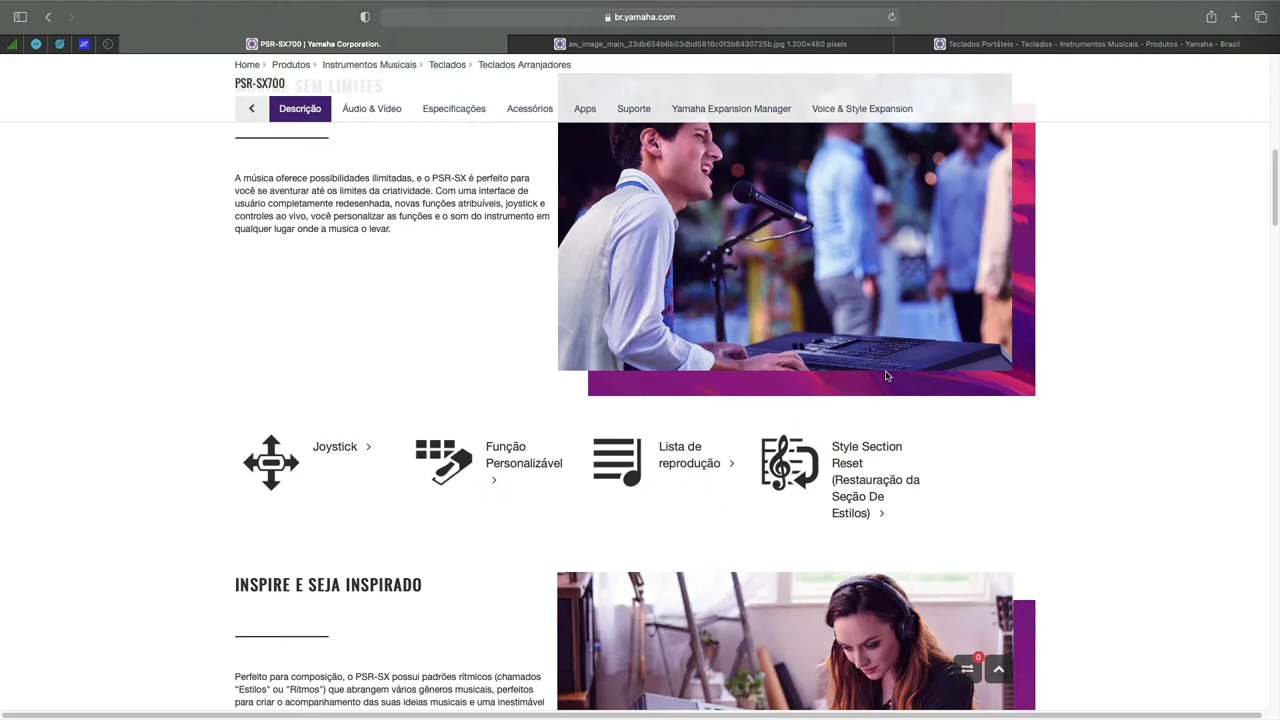 br.yamaha.com
PSR-SX700 | Yamaha Corporation.
aw_image_main_23db654b6b03dbd5816c0f3b6430725b.jpg 1.200×480 pixels
Teclados Portáteis - Teclados - Instrumentos Musicais - Produtos - Yamaha - Brasil
Home Produtos Instrumentos Musicais Teclados Teclados Arranjadores
PSR-SX700
SEM LIMITES
Descrição Áudio & Vídeo Especificações Acessórios Apps Suporte Yamaha Expansion Manager Voice & Style Expansion
A música oferece possibilidades ilimitadas, e o PSR-SX é perfeito para
você se aventurar até os limites da criatividade. Com uma interface de
usuário completamente redesenhada, novas funções atribuíveis, joystick e
controles ao vivo, você personalizar as funções e o som do instrumento em
qualquer lugar onde a musica o levar.
Joystick
Função
Personalizável
Lista de
reprodução
Style Section
Reset
(Restauração da
Seção De
Estilos)
INSPIRE E SEJA INSPIRADO
0
Perfeito para composição, o PSR-SX possui padrões rítmicos (chamados
"Estilos" ou "Ritmos") que abrangem vários gêneros musicais, perfeitos
para criar o acompanhamento das suas ideias musicais e uma inestimável